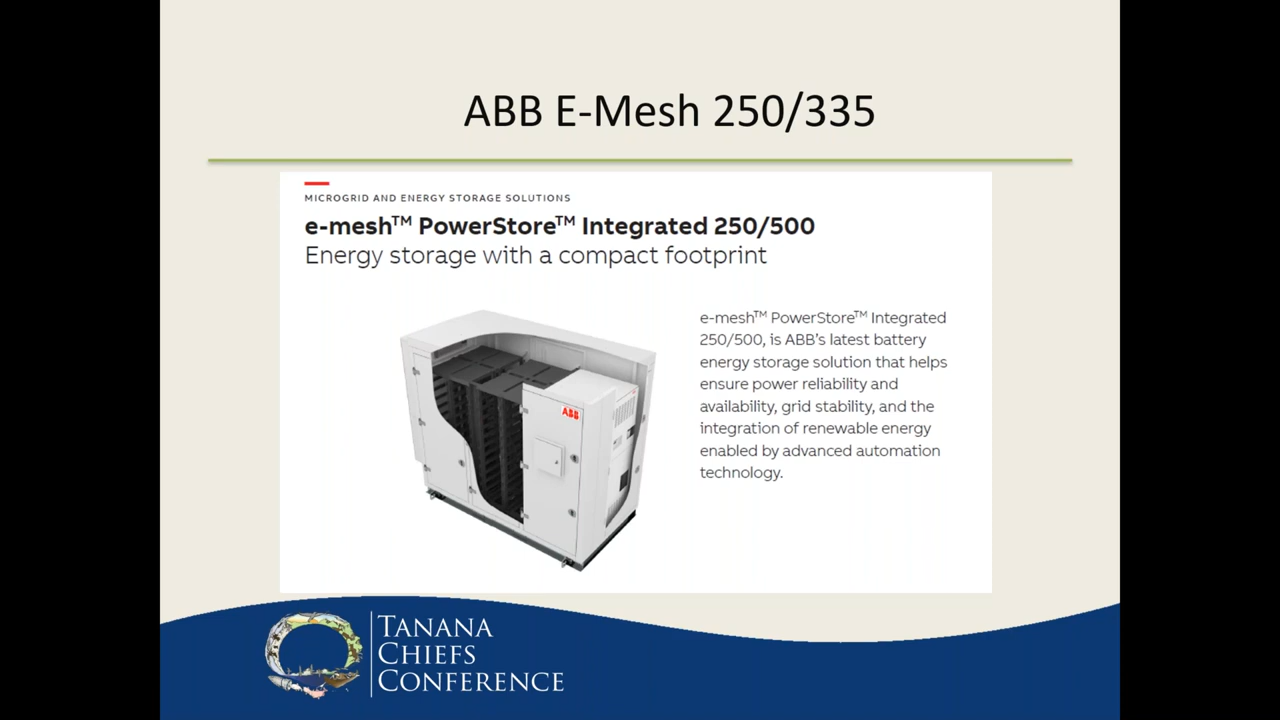 ABB E-Mesh 250/335
MICROGRID AND ENERGY STORAGE SOLUTIONS
e-mesh™ PowerStore™ Integrated 250/500
Energy storage with a compact footprint
e-mesh™ PowerStore™ Integrated
250/500, is ABB's latest battery
energy storage solution that helps
ensure power reliability and
availability, grid stability, and the
integration of renewable energy
enabled by advanced automation
technology.
ABB
TANANA
CHIEFS
CONFERENCE